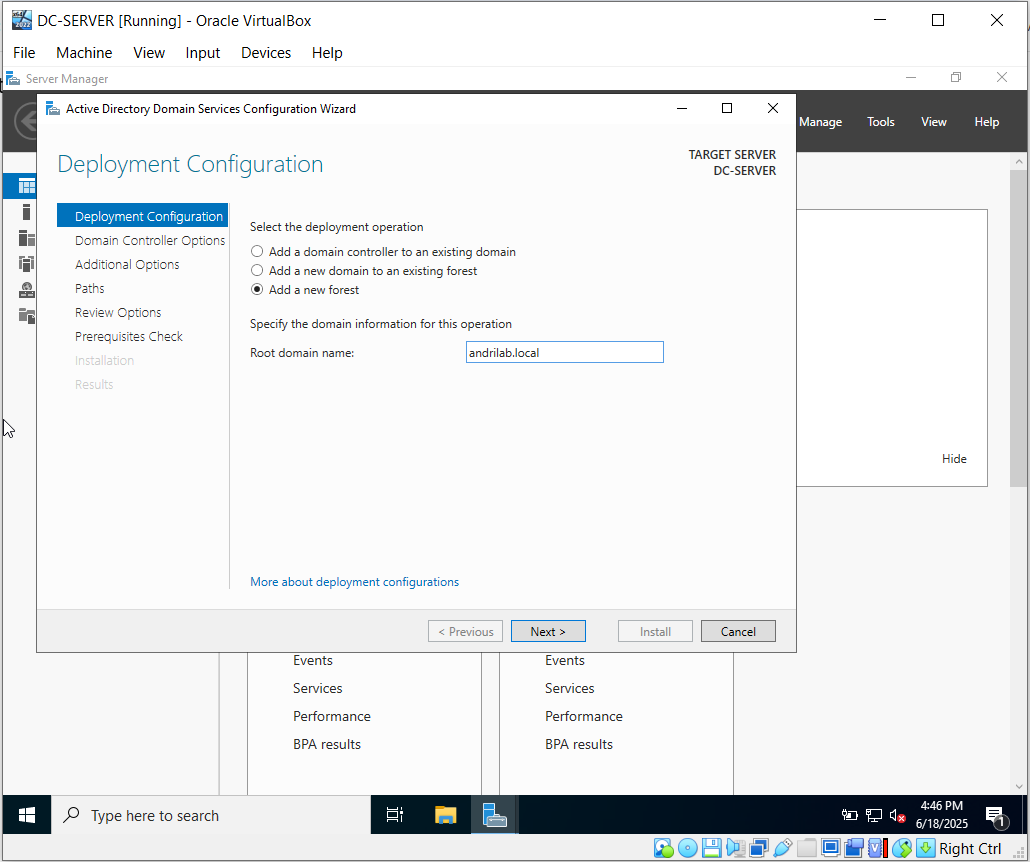 DC-SERVER [Running] - Oracle VirtualBox
File Machine View Input Devices Help
Server Manager
Active Directory Domain Services Configuration Wizard
Manage Tools View Help
Deployment Configuration
TARGET SERVER
DC-SERVER
Deployment Configuration
Domain Controller Options
Additional Options
Paths
Review Options
Prerequisites Check
Installation
Results
Select the deployment operation
Add a domain controller to an existing domain
Add a new domain to an existing forest
Add a new forest
Specify the domain information for this operation
Root domain name: andrilab.local
More about deployment configurations
Hide
< Previous Next > Install Cancel
Events
Services
Performance
BPA results
Events
Services
Performance
BPA results
Type here to search
4:46 PM
6/18/2025
1
Right Ctrl